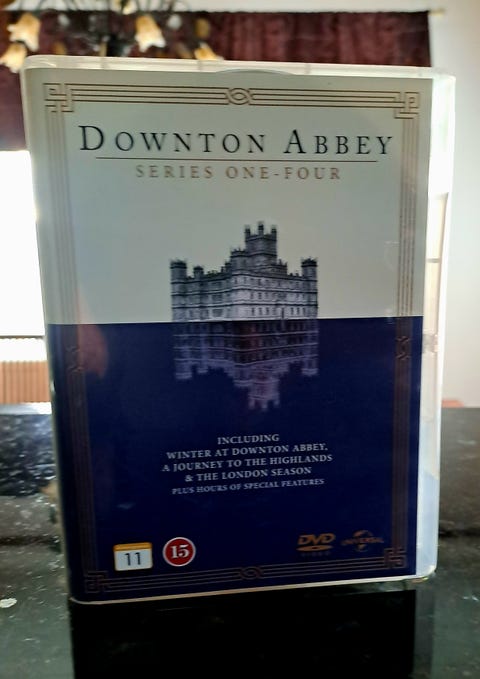 DOWNTON ABBEY
SERIES ONE-FOUR
INCLUDING
WINTER AT DOWNTON ABBEY,
A JOURNEY TO THE HIGHLANDS
& THE LONDON SEASON
PLUS HOURS OF SPECIAL FEATURES
11
15
DVD
VIDEO
UNIVERSAL